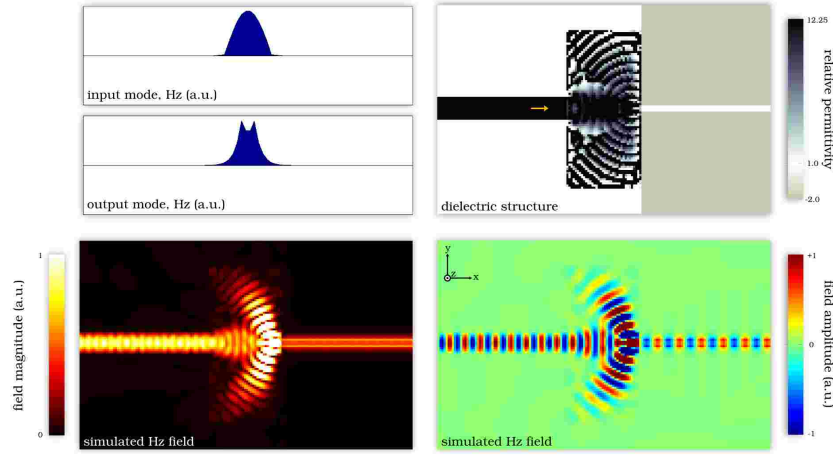 input mode, Hz (a.u.)
output mode, Hz (a.u.)
dielectric structure
12.25
1.0
-2.0
relative permittivity
1
0
field magnitude (a.u.)
simulated Hz field
y
z
x
simulated Hz field
+1
0
-1
field amplitude (a.u.)